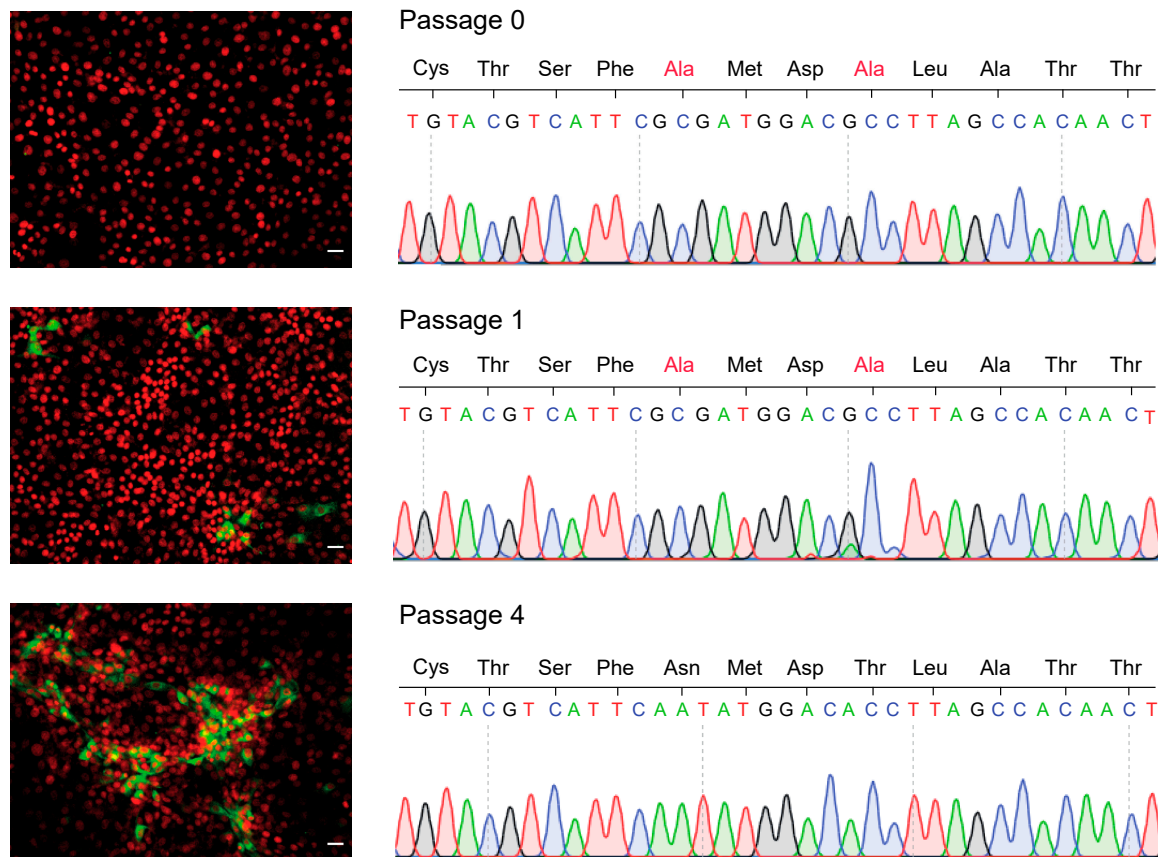 Passage 0
Cys Thr Ser Phe Ala Met Asp Ala Leu Ala Thr Thr
T G T A C G T C A T T C G C G A T G G A C G C C T T A G C C A C A A C T
Passage 1
Cys Thr Ser Phe Ala Met Asp Ala Leu Ala Thr Thr
T G T A C G T C A T T C G C G A T G G A C G C C T T A G C C A C A A C T
Passage 4
Cys Thr Ser Phe Asn Met Asp Thr Leu Ala Thr Thr
T G T A C G T C A T T C A A T A T G G A C A C C T T A G C C A C A A C T